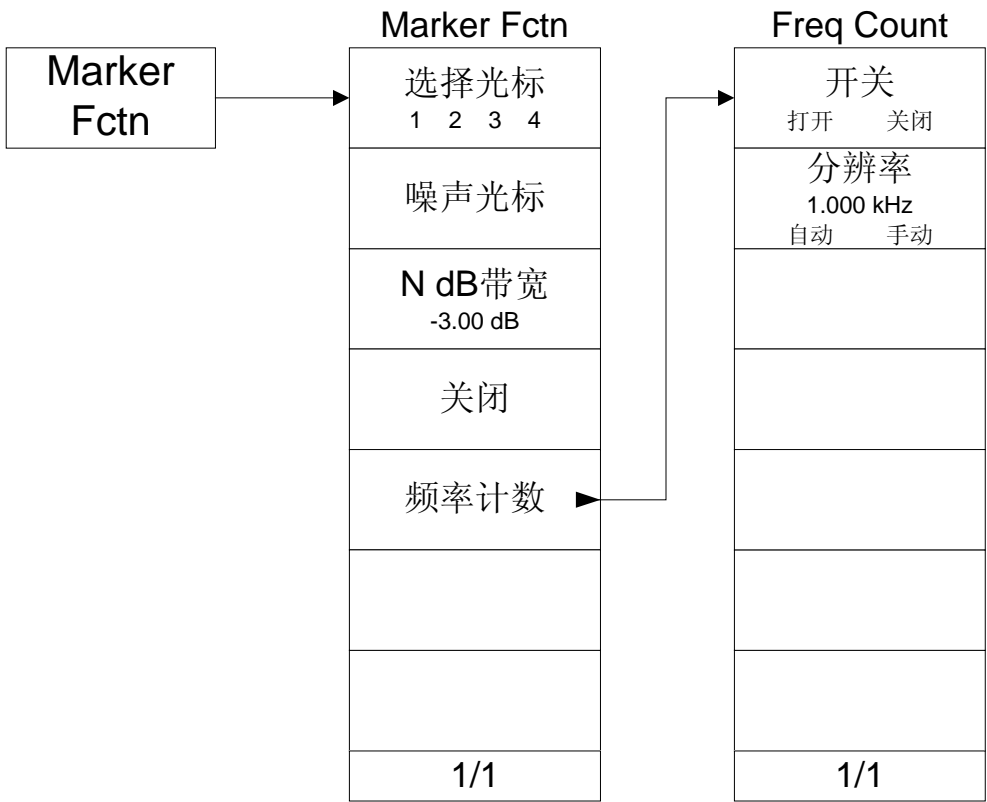 Marker
Fctn
Marker Fctn
选择光标
1 2 3 4
噪声光标
N dB带宽
-3.00 dB
关闭
频率计数
1/1
Freq Count
开关
打开 关闭
分辨率
1.000 kHz
自动 手动
1/1